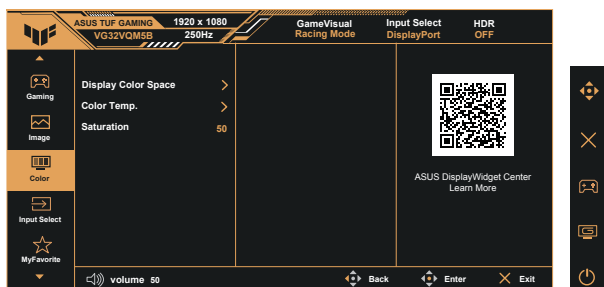 ASUS TUF GAMING 1920 x 1080
VG32VQM5B 250Hz
GameVisual
Racing Mode
Input Select
DisplayPort
HDR
OFF
Gaming
Image
Color
Input Select
MyFavorite
Display Color Space
Color Temp.
Saturation 50
ASUS DisplayWidget Center
Learn More
volume 50
Back
Enter
Exit